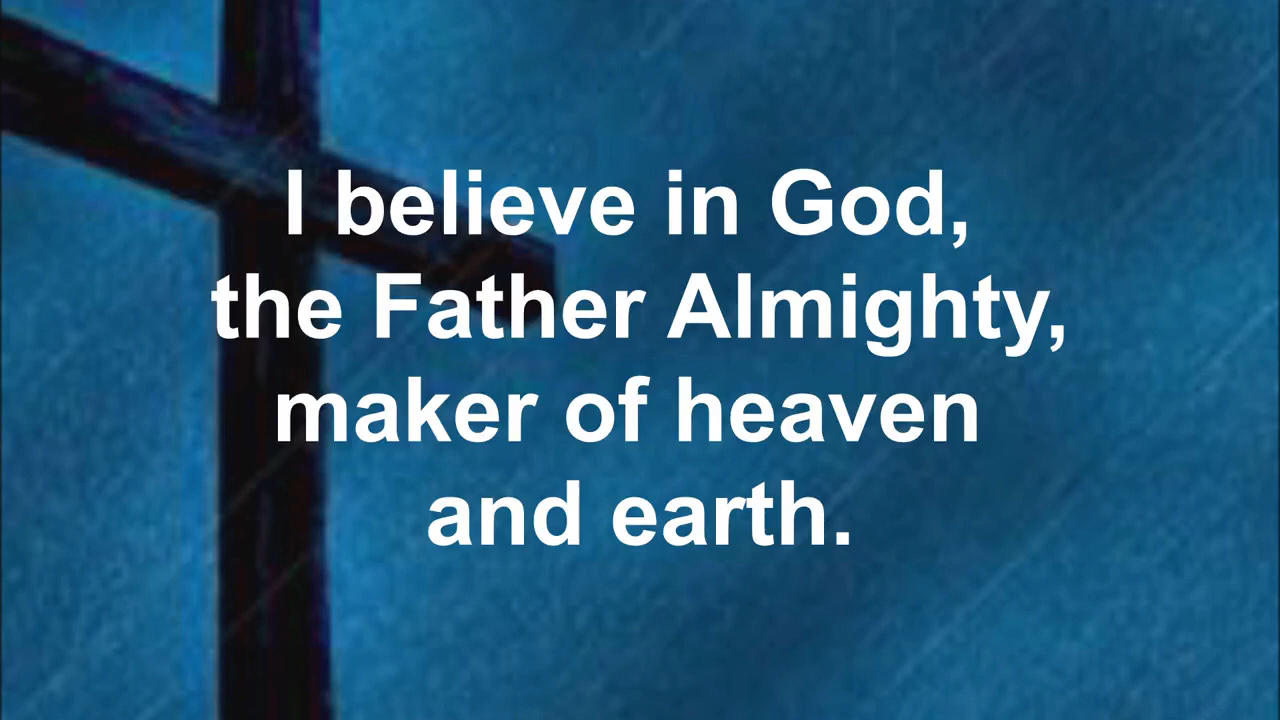 I believe in God,
the Father Almighty,
maker of heaven
and earth.